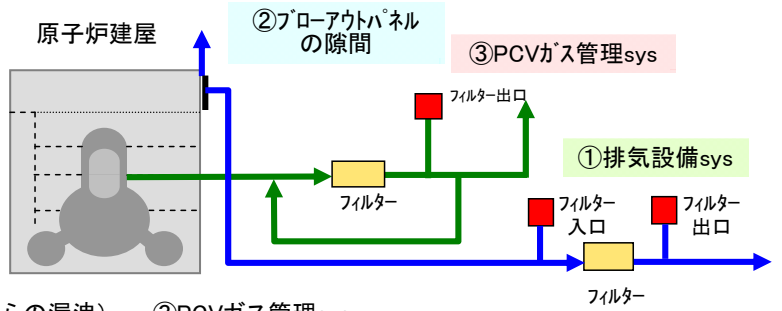 原子炉建屋
②ﾌﾞﾛｰｱｳﾄﾊﾟﾈﾙ
の隙間
③PCVｶﾞｽ管理sys
ﾌｨﾙﾀｰ出口
①排気設備sys
ﾌｨﾙﾀｰ
ﾌｨﾙﾀｰ
入口
ﾌｨﾙﾀｰ
出口
ﾌｨﾙﾀｰ